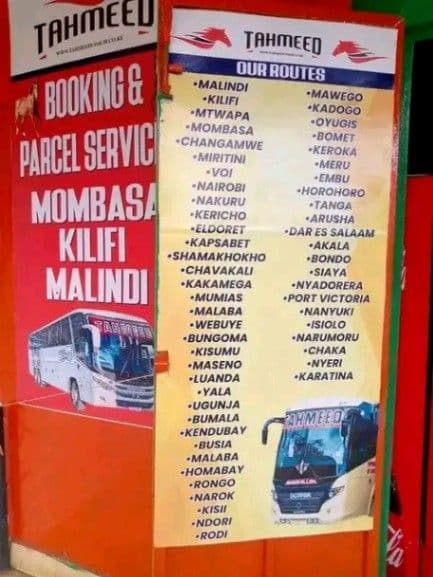 TAHMEED
BOOKING &
PARCEL SERVIC
MOMBASA
KILIFI
MALINDI
TAHMEED
TAHMEED
OUR ROUTES
•MALINDI
•KILIFI
•MTWAPA
•MOMBASA
•CHANGAMWE
•MIRITINI
•VOI
•NAIROBI
•NAKURU
•KERICHO
•ELDORET
•KAPSABET
•SHAMAKHOKHO
•CHAVAKALI
•KAKAMEGA
•MUMIAS
•MALABA
•WEBUYE
•BUNGOMA
•KISUMU
•MASENO
•LUANDA
•YALA
•UGUNJA
•BUMALA
•KENDUBAY
•BUSIA
•MALABA
•HOMABAY
•RONGO
•NAROK
•KISII
•NDORI
•RODI
•MAWEGO
•KADOGO
•OYUGIS
•BOMET
•KEROKA
•MERU
•EMBU
•HOROHORO
•TANGA
•ARUSHA
•DAR ES SALAAM
•AKALA
•BONDO
•SIAYA
•NYADORERA
•PORT VICTORIA
•NANYUKI
•ISIOLO
•NARUMORU
•CHAKA
•NYERI
•KARATINA
TAHMEED
SCANIA